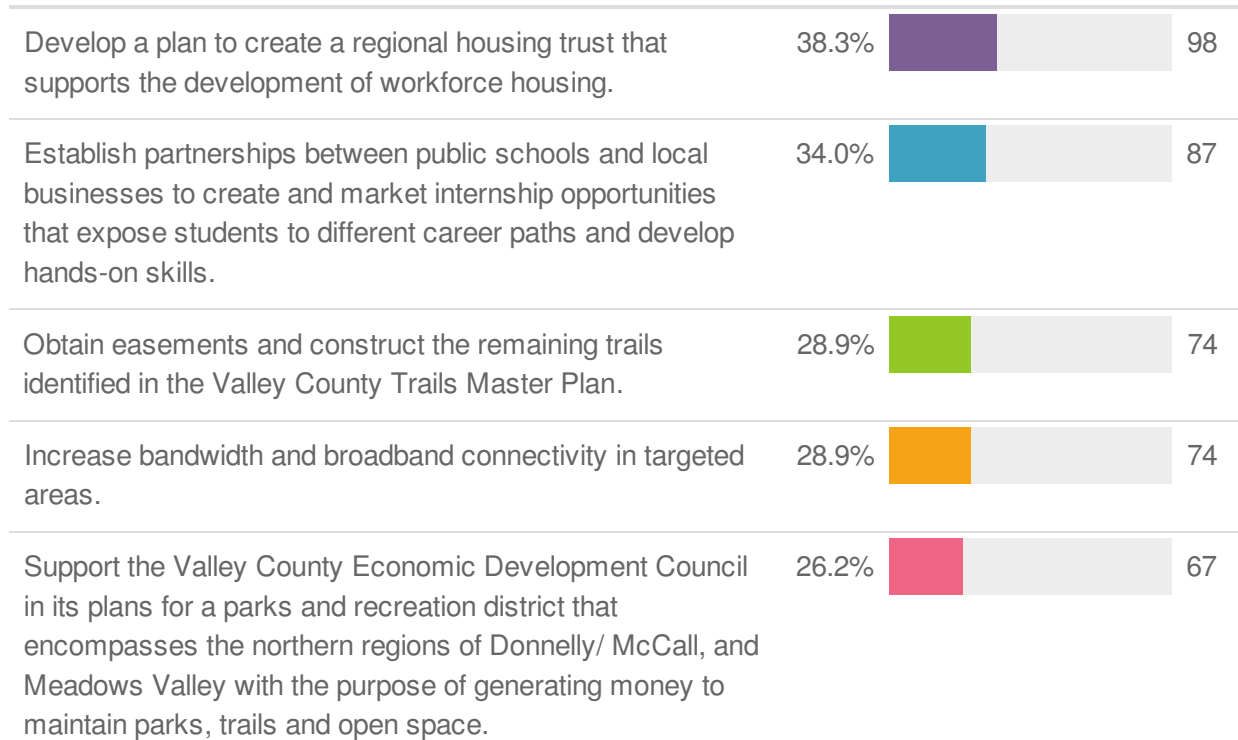 Develop a plan to create a regional housing trust that 38.3% 98
supports the development of workforce housing.
Establish partnerships between public schools and local 34.0% 87
businesses to create and market internship opportunities
that expose students to different career paths and develop
hands-on skills.
Obtain easements and construct the remaining trails 28.9% 74
identified in the Valley County Trails Master Plan.
Increase bandwidth and broadband connectivity in targeted 28.9% 74
areas.
Support the Valley County Economic Development Council 26.2% 67
in its plans for a parks and recreation district that
encompasses the northern regions of Donnelly/ McCall, and
Meadows Valley with the purpose of generating money to
maintain parks, trails and open space.